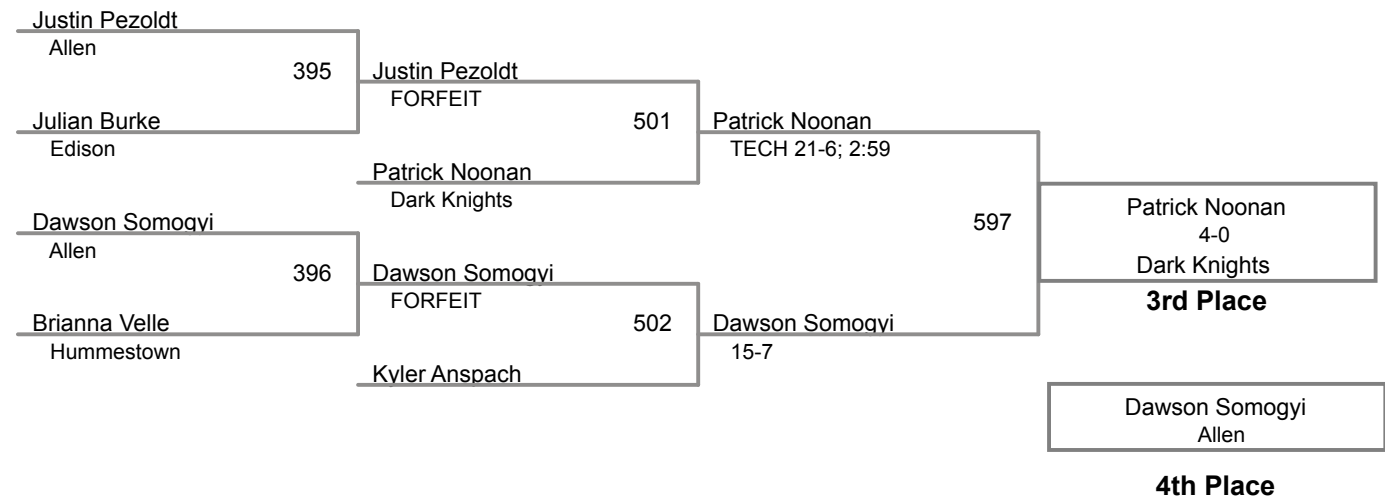 Justin Pezoldt
Allen
395
Julian Burke
Edison
Dawson Somogyi
Allen
396
Brianna Velle
Hummestown
Justin Pezoldt
FORFEIT
501
Patrick Noonan
Dark Knights
Dawson Somogyi
FORFEIT
502
Kyler Anspach
Patrick Noonan
TECH 21-6; 2:59
597
Dawson Somogyi
15-7
Patrick Noonan
4-0
Dark Knights
3rd Place
Dawson Somogyi
Allen
4th Place